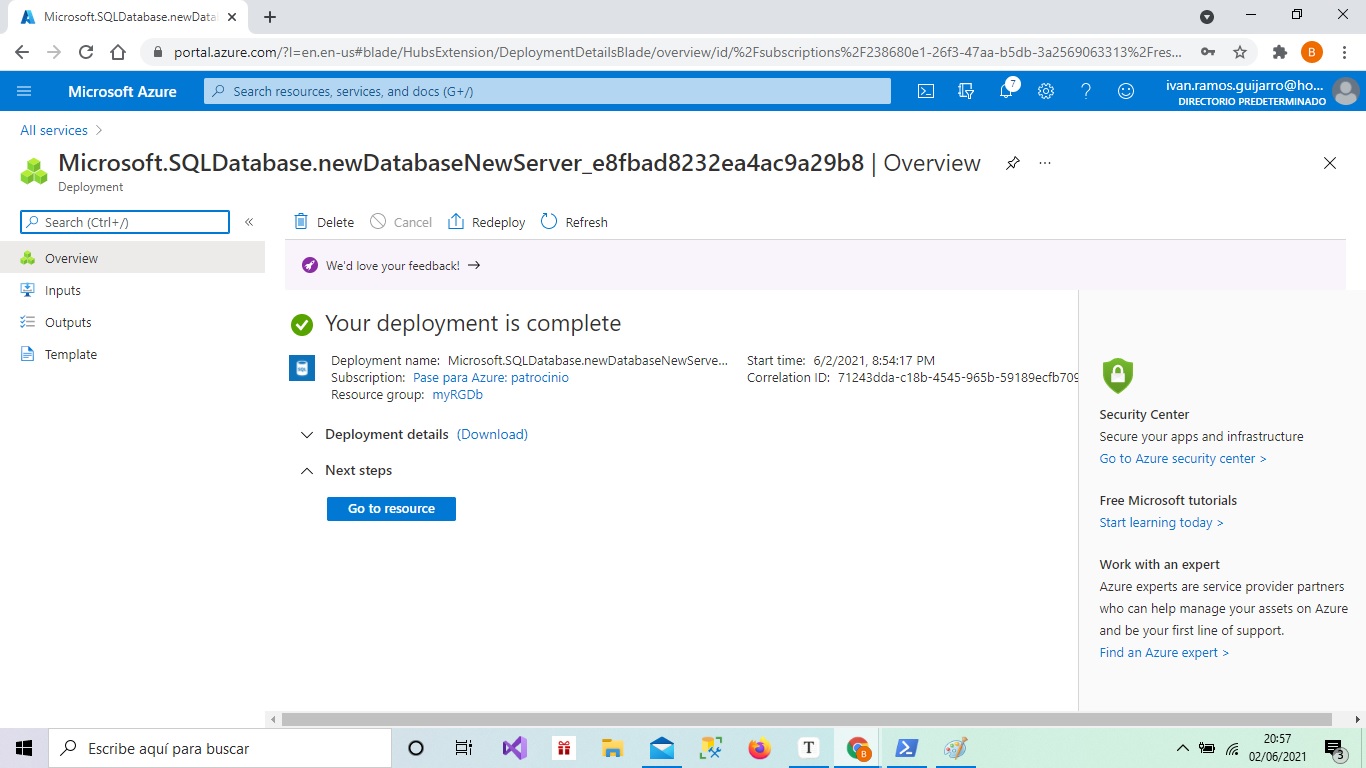 Microsoft.SQLDatabase.newData
portal.azure.com/?l=en.en-us#blade/HubsExtension/DeploymentDetailsBlade/overview/id/%2Fsubscriptions%2F238680e1-26f3-47aa-b5db-3a2569063313%2Fres...
B
Microsoft Azure
Search resources, services, and docs (G+/)
7
ivan.ramos.guijarro@ho...
DIRECTORIO PREDETERMINADO
All services
Microsoft.SQLDatabase.newDatabaseNewServer_e8fbad8232ea4ac9a29b8 | Overview
Deployment
Search (Ctrl+/)
Delete
Cancel
Redeploy
Refresh
Overview
Inputs
Outputs
Template
We'd love your feedback! →
Your deployment is complete
SQL
Deployment name: Microsoft.SQLDatabase.newDatabaseNewServe...
Subscription: Pase para Azure: patrocinio
Resource group: myRGDb
Start time: 6/2/2021, 8:54:17 PM
Correlation ID: 71243dda-c18b-4545-965b-59189ecfb709
Deployment details (Download)
Next steps
Go to resource
Security Center
Secure your apps and infrastructure
Go to Azure security center >
Free Microsoft tutorials
Start learning today >
Work with an expert
Azure experts are service provider partners
who can help manage your assets on Azure
and be your first line of support.
Find an Azure expert >
Escribe aquí para buscar
T
B
20:57
02/06/2021
3